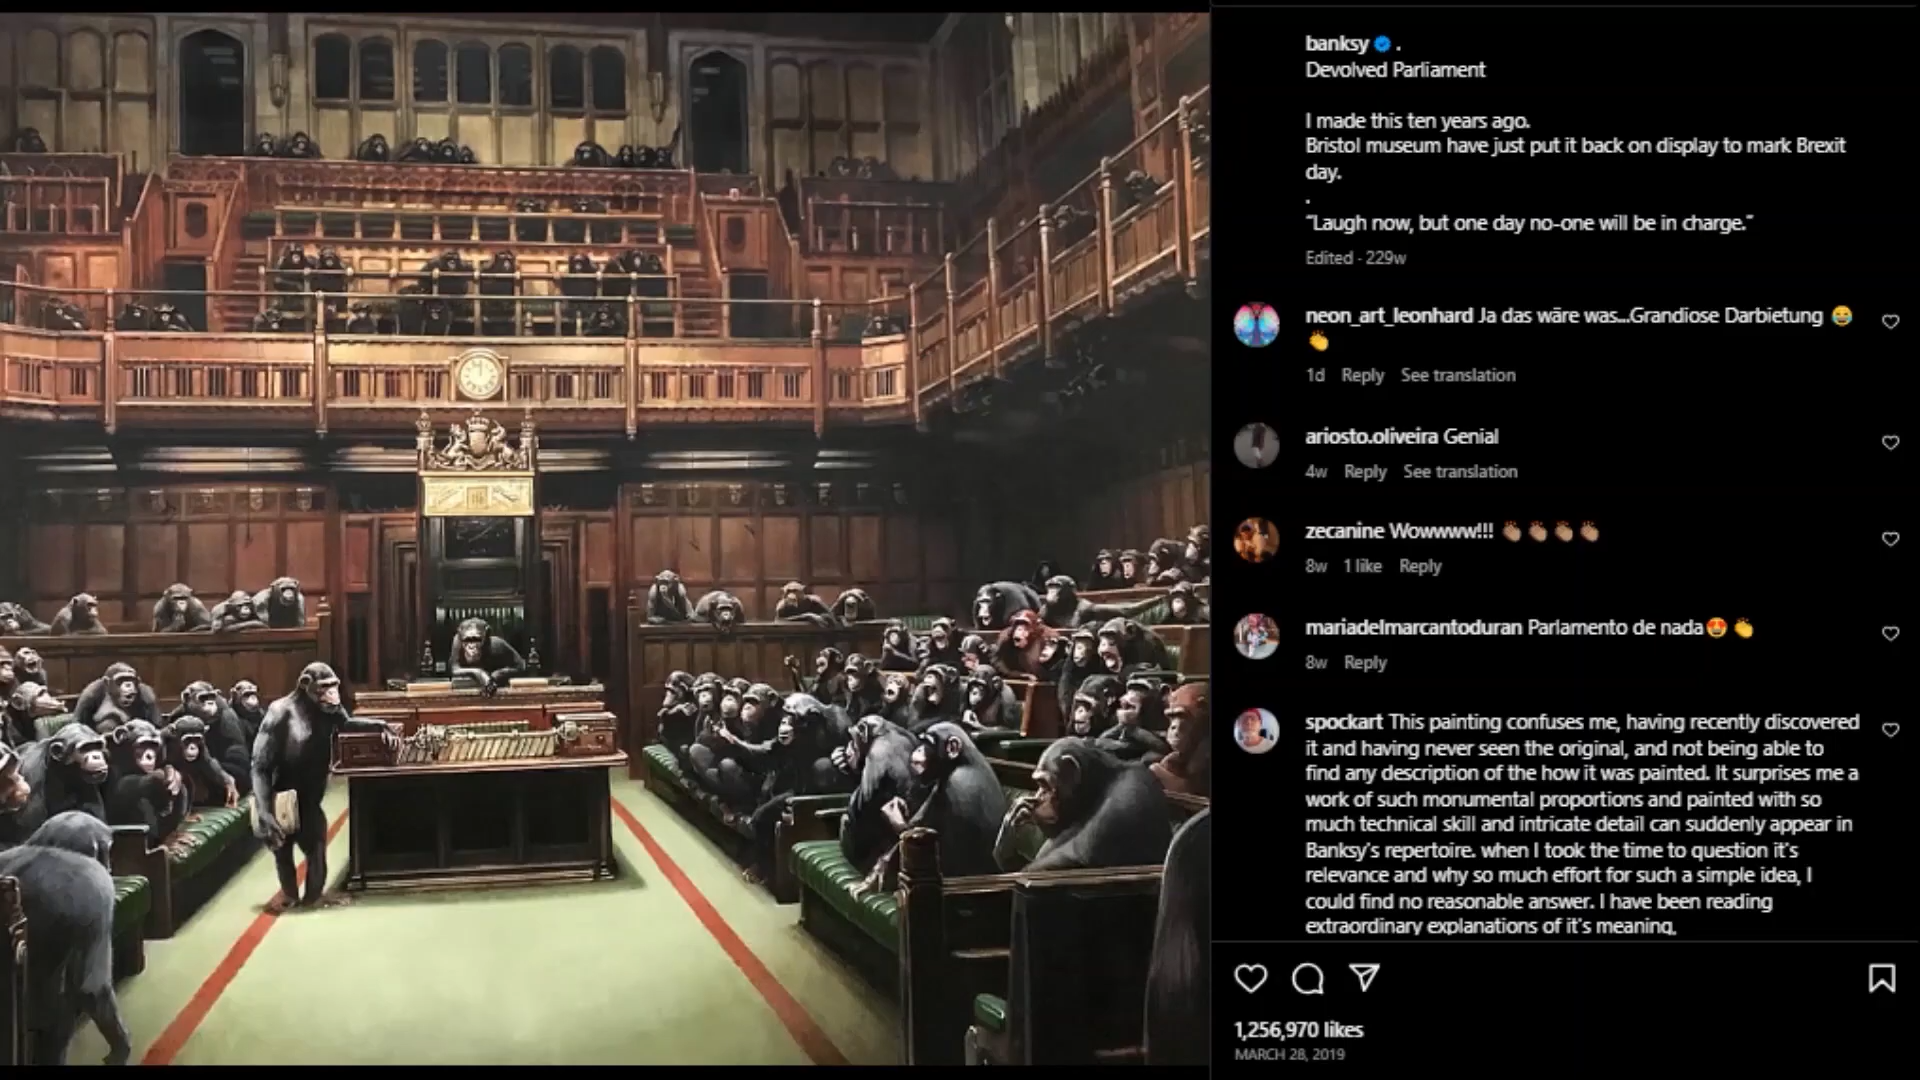 banksy .
Devolved Parliament
I made this ten years ago.
Bristol museum have just put it back on display to mark Brexit
day.
.
"Laugh now, but one day no-one will be in charge."
Edited · 229w
neon_art_leonhard Ja das wäre was...Grandiose Darbietung 😂
👏
1d Reply See translation
ariosto.oliveira Genial
4w Reply See translation
zecanine Wowwww!!! 👏🏽👏🏽👏🏽👏🏽
8w 1 like Reply
mariadelmarcantoduran Parlamento de nada😍👏
8w Reply
spockart This painting confuses me, having recently discovered
it and having never seen the original, and not being able to
find any description of the how it was painted. It surprises me a
work of such monumental proportions and painted with so
much technical skill and intricate detail can suddenly appear in
Banksy's repertoire. when I took the time to question it's
relevance and why so much effort for such a simple idea, I
could find no reasonable answer. I have been reading
extraordinary explanations of it's meaning,
1,256,970 likes
MARCH 28, 2019